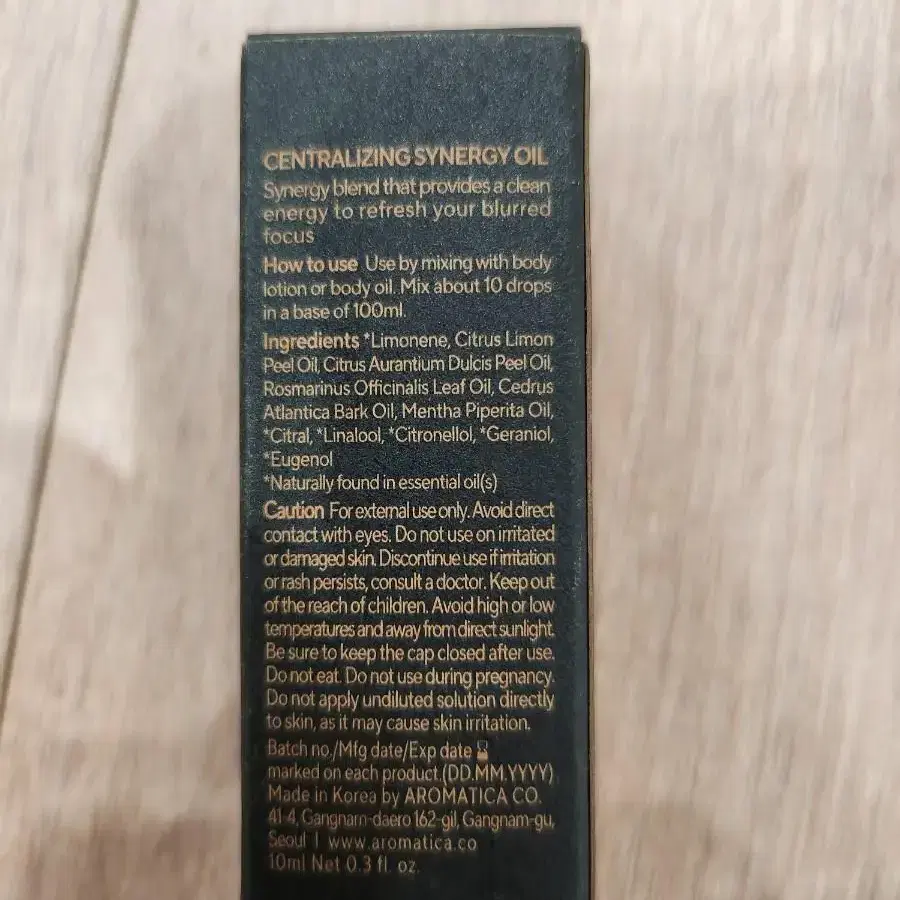 CENTRALIZING SYNERGY OIL
Synergy blend that provides a clean
energy to refresh your blurred
focus
How to use Use by mixing with body
lotion or body oil. Mix about 10 drops
in a base of 100ml.
Ingredients *Limonene, Citrus Limon
Peel Oil, Citrus Aurantium Dulcis Peel Oil,
Rosmarinus Officinalis Leaf Oil, Cedrus
Atlantica Bark Oil, Mentha Piperita Oil,
*Citral, *Linalool, *Citronellol, *Geraniol,
*Eugenol
*Naturally found in essential oil(s)
Caution For external use only. Avoid direct
contact with eyes. Do not use on irritated
or damaged skin. Discontinue use if irritation
or rash persists, consult a doctor. Keep out
of the reach of children. Avoid high or low
temperatures and away from direct sunlight.
Be sure to keep the cap closed after use.
Do not eat. Do not use during pregnancy.
Do not apply undiluted solution directly
to skin, as it may cause skin irritation.
Batch no./Mfg date/Exp date ⌛
marked on each product.(DD.MM.YYYY)
Made in Korea by AROMATICA CO.
41-4, Gangnam-daero 162-gil, Gangnam-gu,
Seoul | www.aromatica.co
10ml Net 0.3 fl. oz.